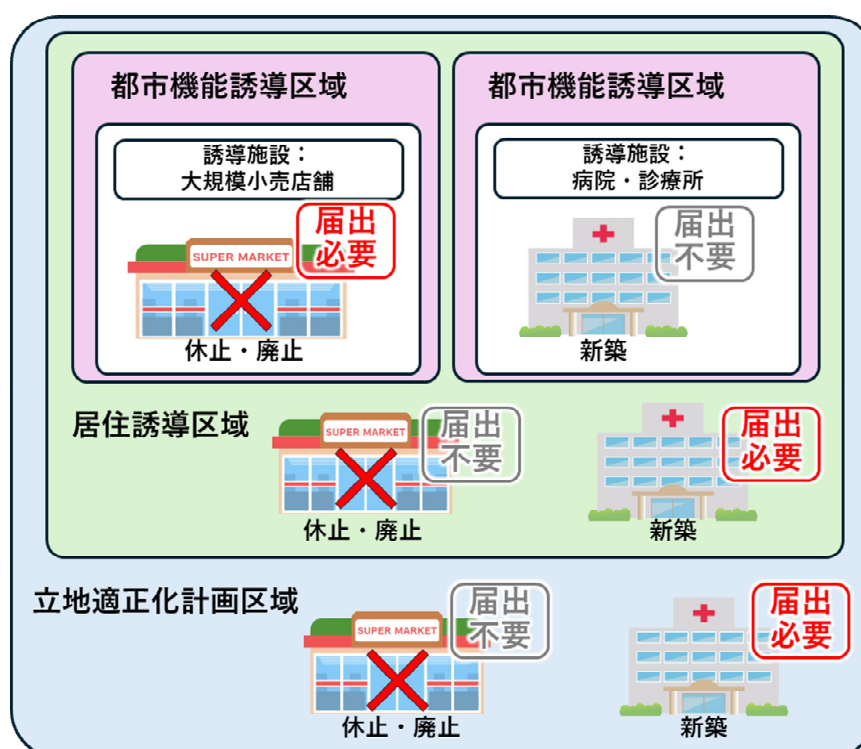 都市機能誘導区域
誘導施設：
大規模小売店舗
届出
必要
SUPER MARKET
休止・廃止
都市機能誘導区域
誘導施設：
病院・診療所
届出
不要
新築
居住誘導区域
SUPER MARKET
届出
不要
休止・廃止
届出
必要
新築
立地適正化計画区域
SUPER MARKET
届出
不要
休止・廃止
届出
必要
新築